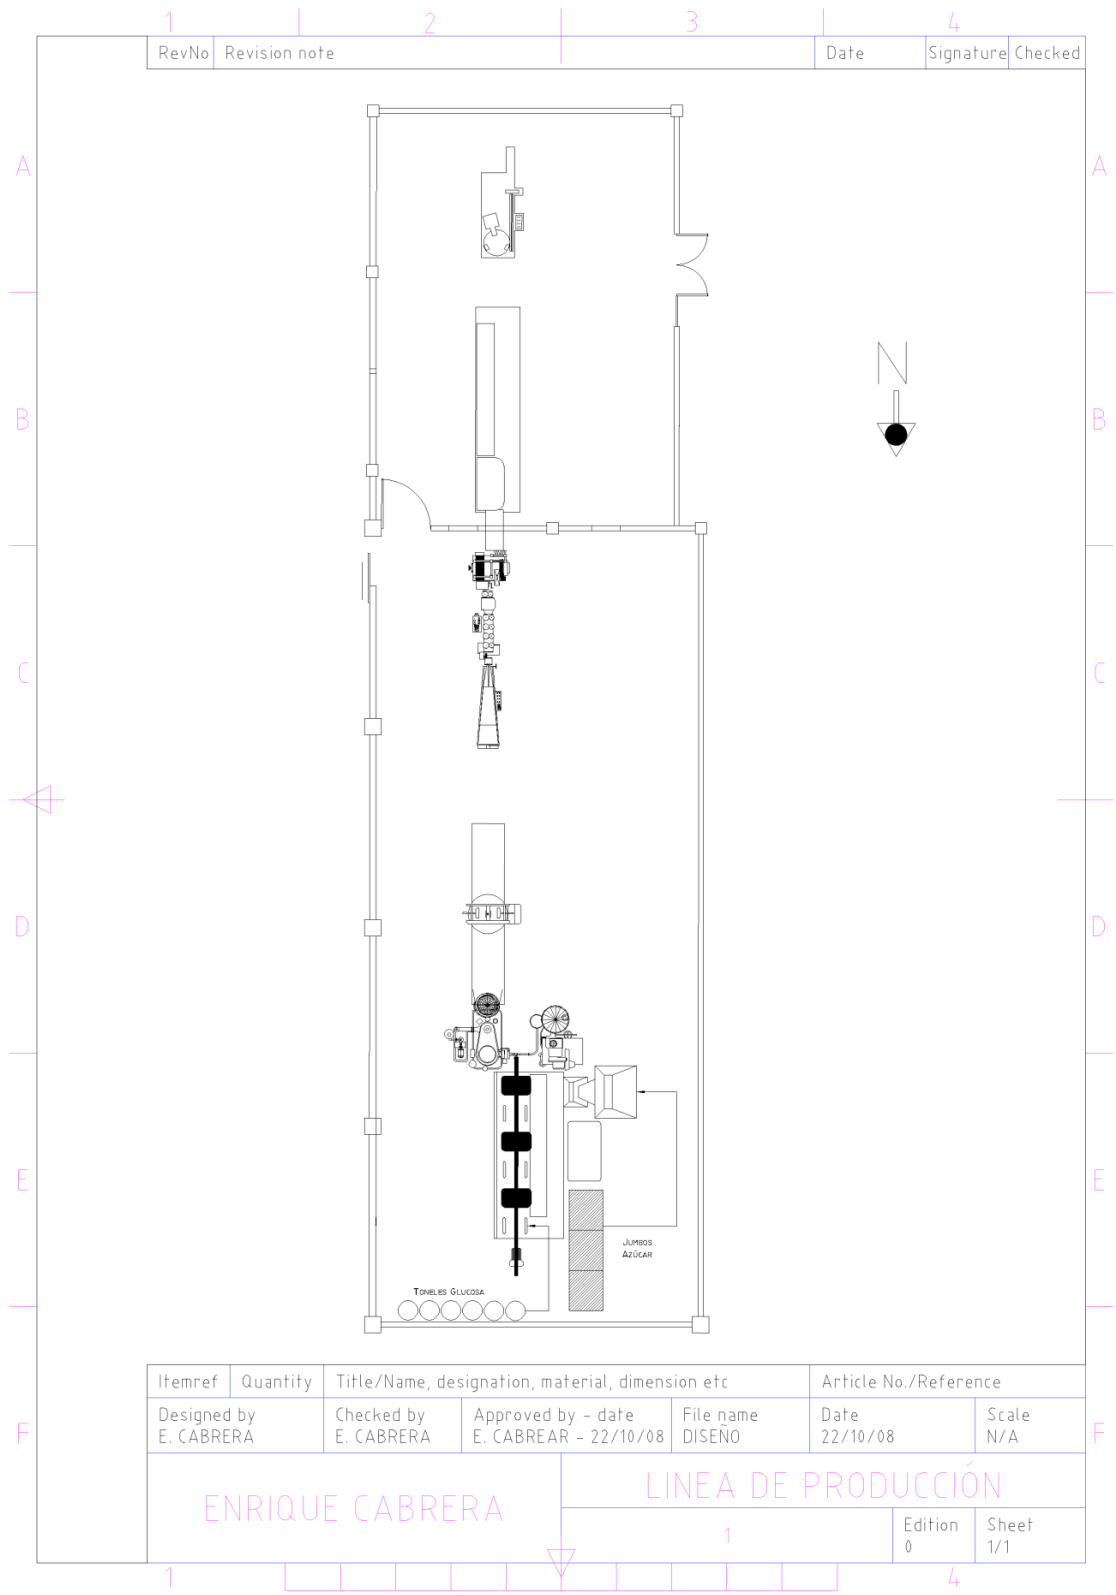 1 2 3 4
RevNo Revision note Date Signature Checked
A A
N
B B
C C
D D
E E
JUMBOS
AZÚCAR
TONELES GLUCOSA
Itemref Quantity Title/Name, designation, material, dimension etc Article No./Reference
Designed by Checked by Approved by - date File name Date Scale
E. CABRERA E. CABRERA E. CABREAR - 22/10/08 DISEÑO 22/10/08 N/A
F F
ENRIQUE CABRERA
LINEA DE PRODUCCIÓN
1
Edition Sheet
0 1/1
1 4